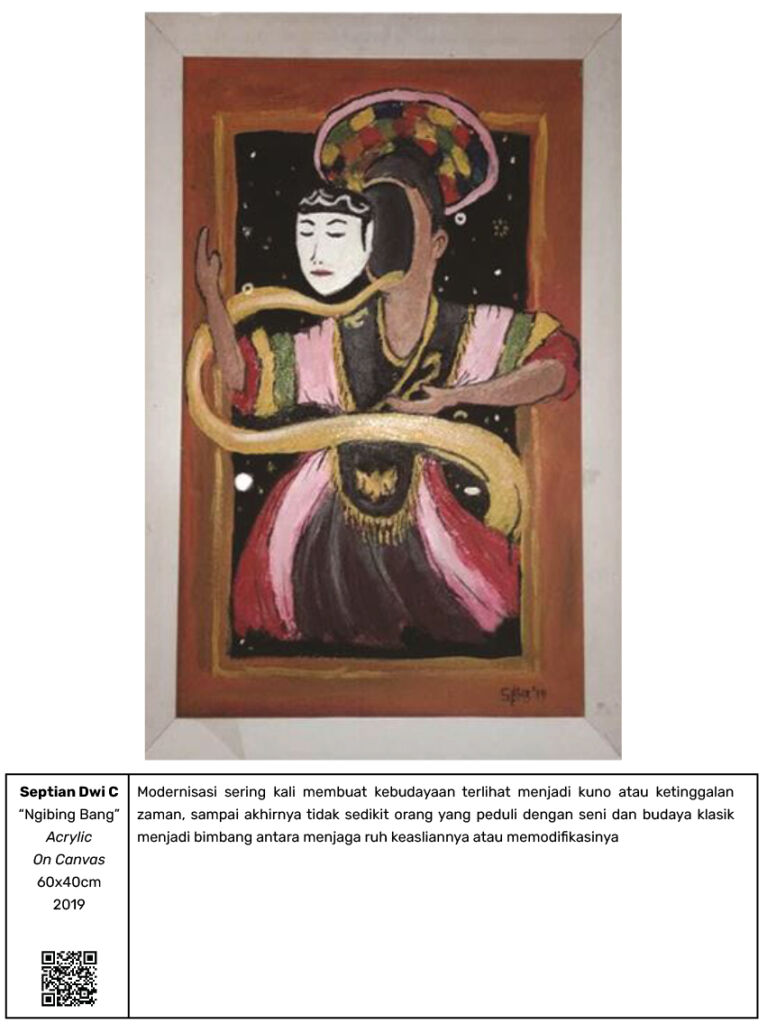 Septian Dwi C
“Ngibing Bang”
Acrylic
On Canvas
60x40cm
2019
Modernisasi sering kali membuat kebudayaan terlihat menjadi kuno atau ketinggalan
zaman, sampai akhirnya tidak sedikit orang yang peduli dengan seni dan budaya klasik
menjadi bimbang antara menjaga ruh keasliannya atau memodifikasinya